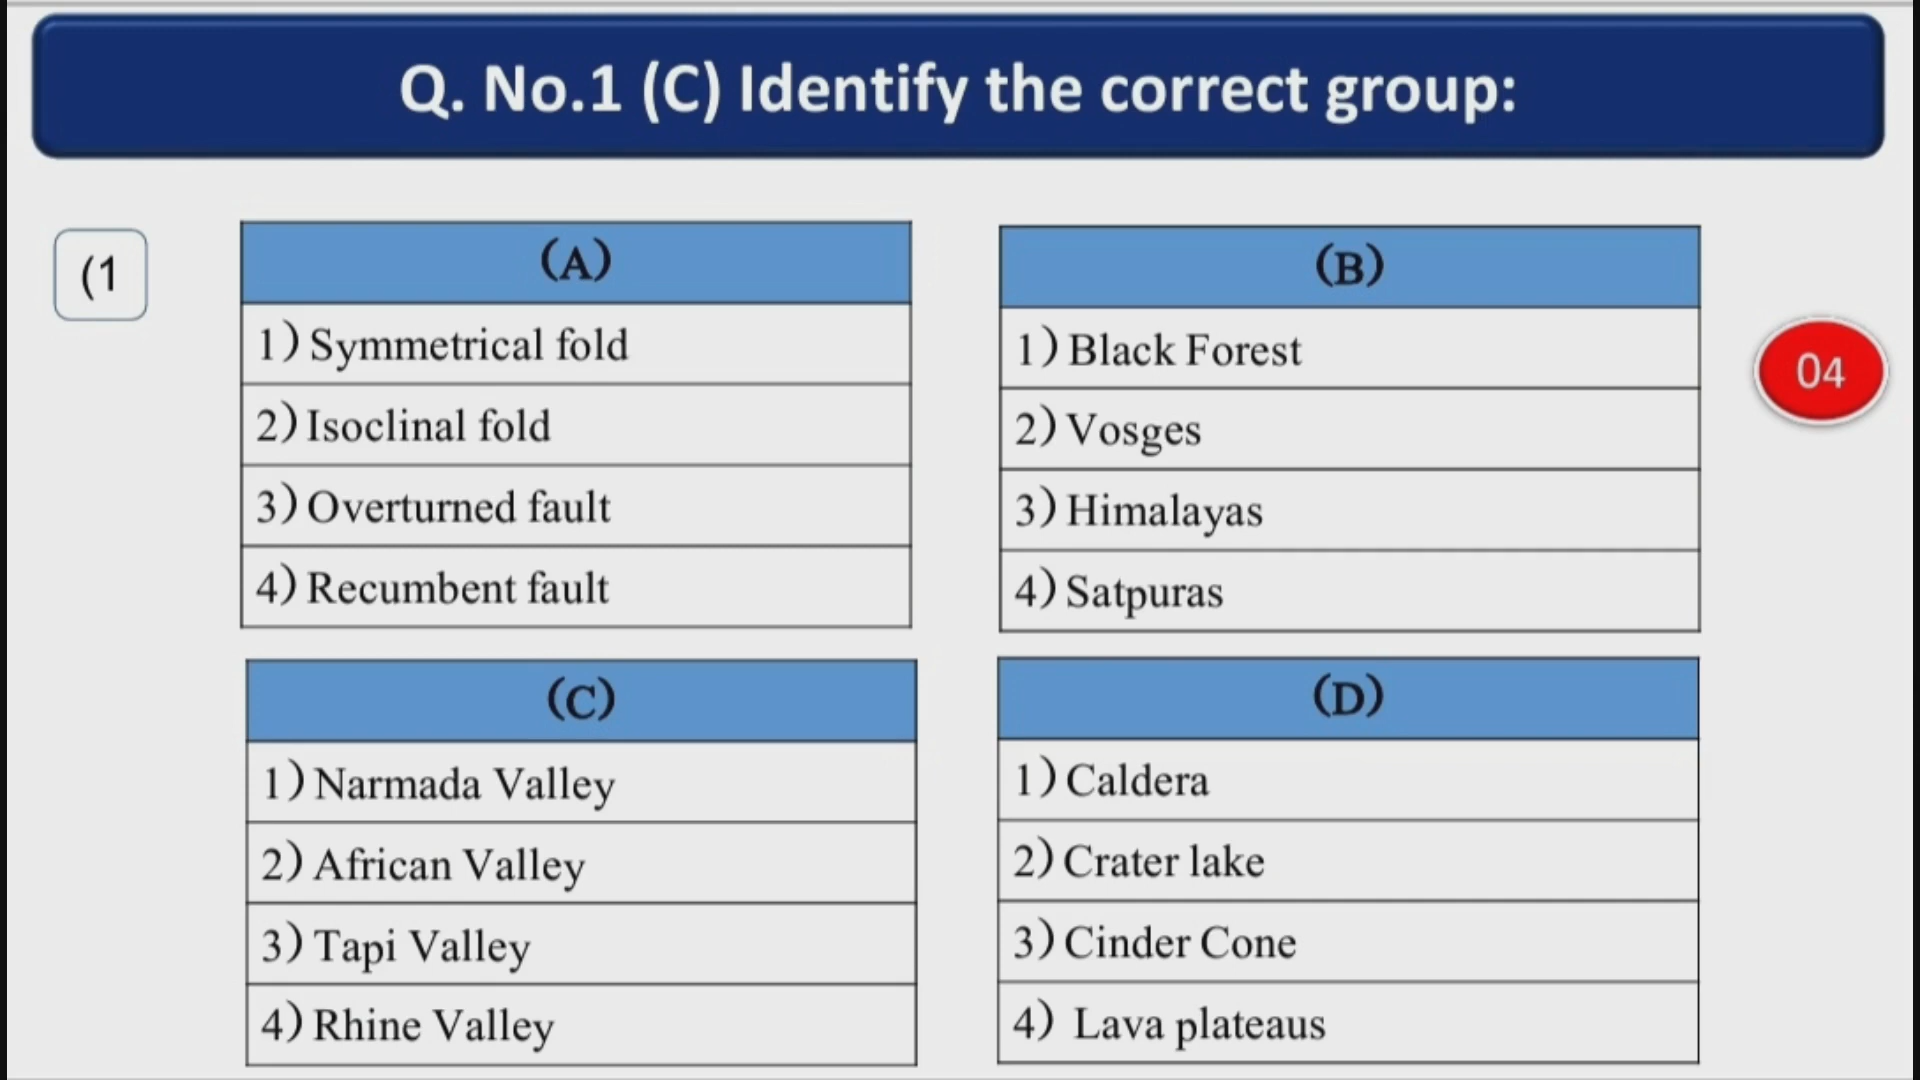 Q. No.1 (C) Identify the correct group:
(1
(A)
1) Symmetrical fold
2) Isoclinal fold
3) Overturned fault
4) Recumbent fault
(B)
1) Black Forest
2) Vosges
3) Himalayas
4) Satpuras
04
(C)
1) Narmada Valley
2) African Valley
3) Tapi Valley
4) Rhine Valley
(D)
1) Caldera
2) Crater lake
3) Cinder Cone
4) Lava plateaus